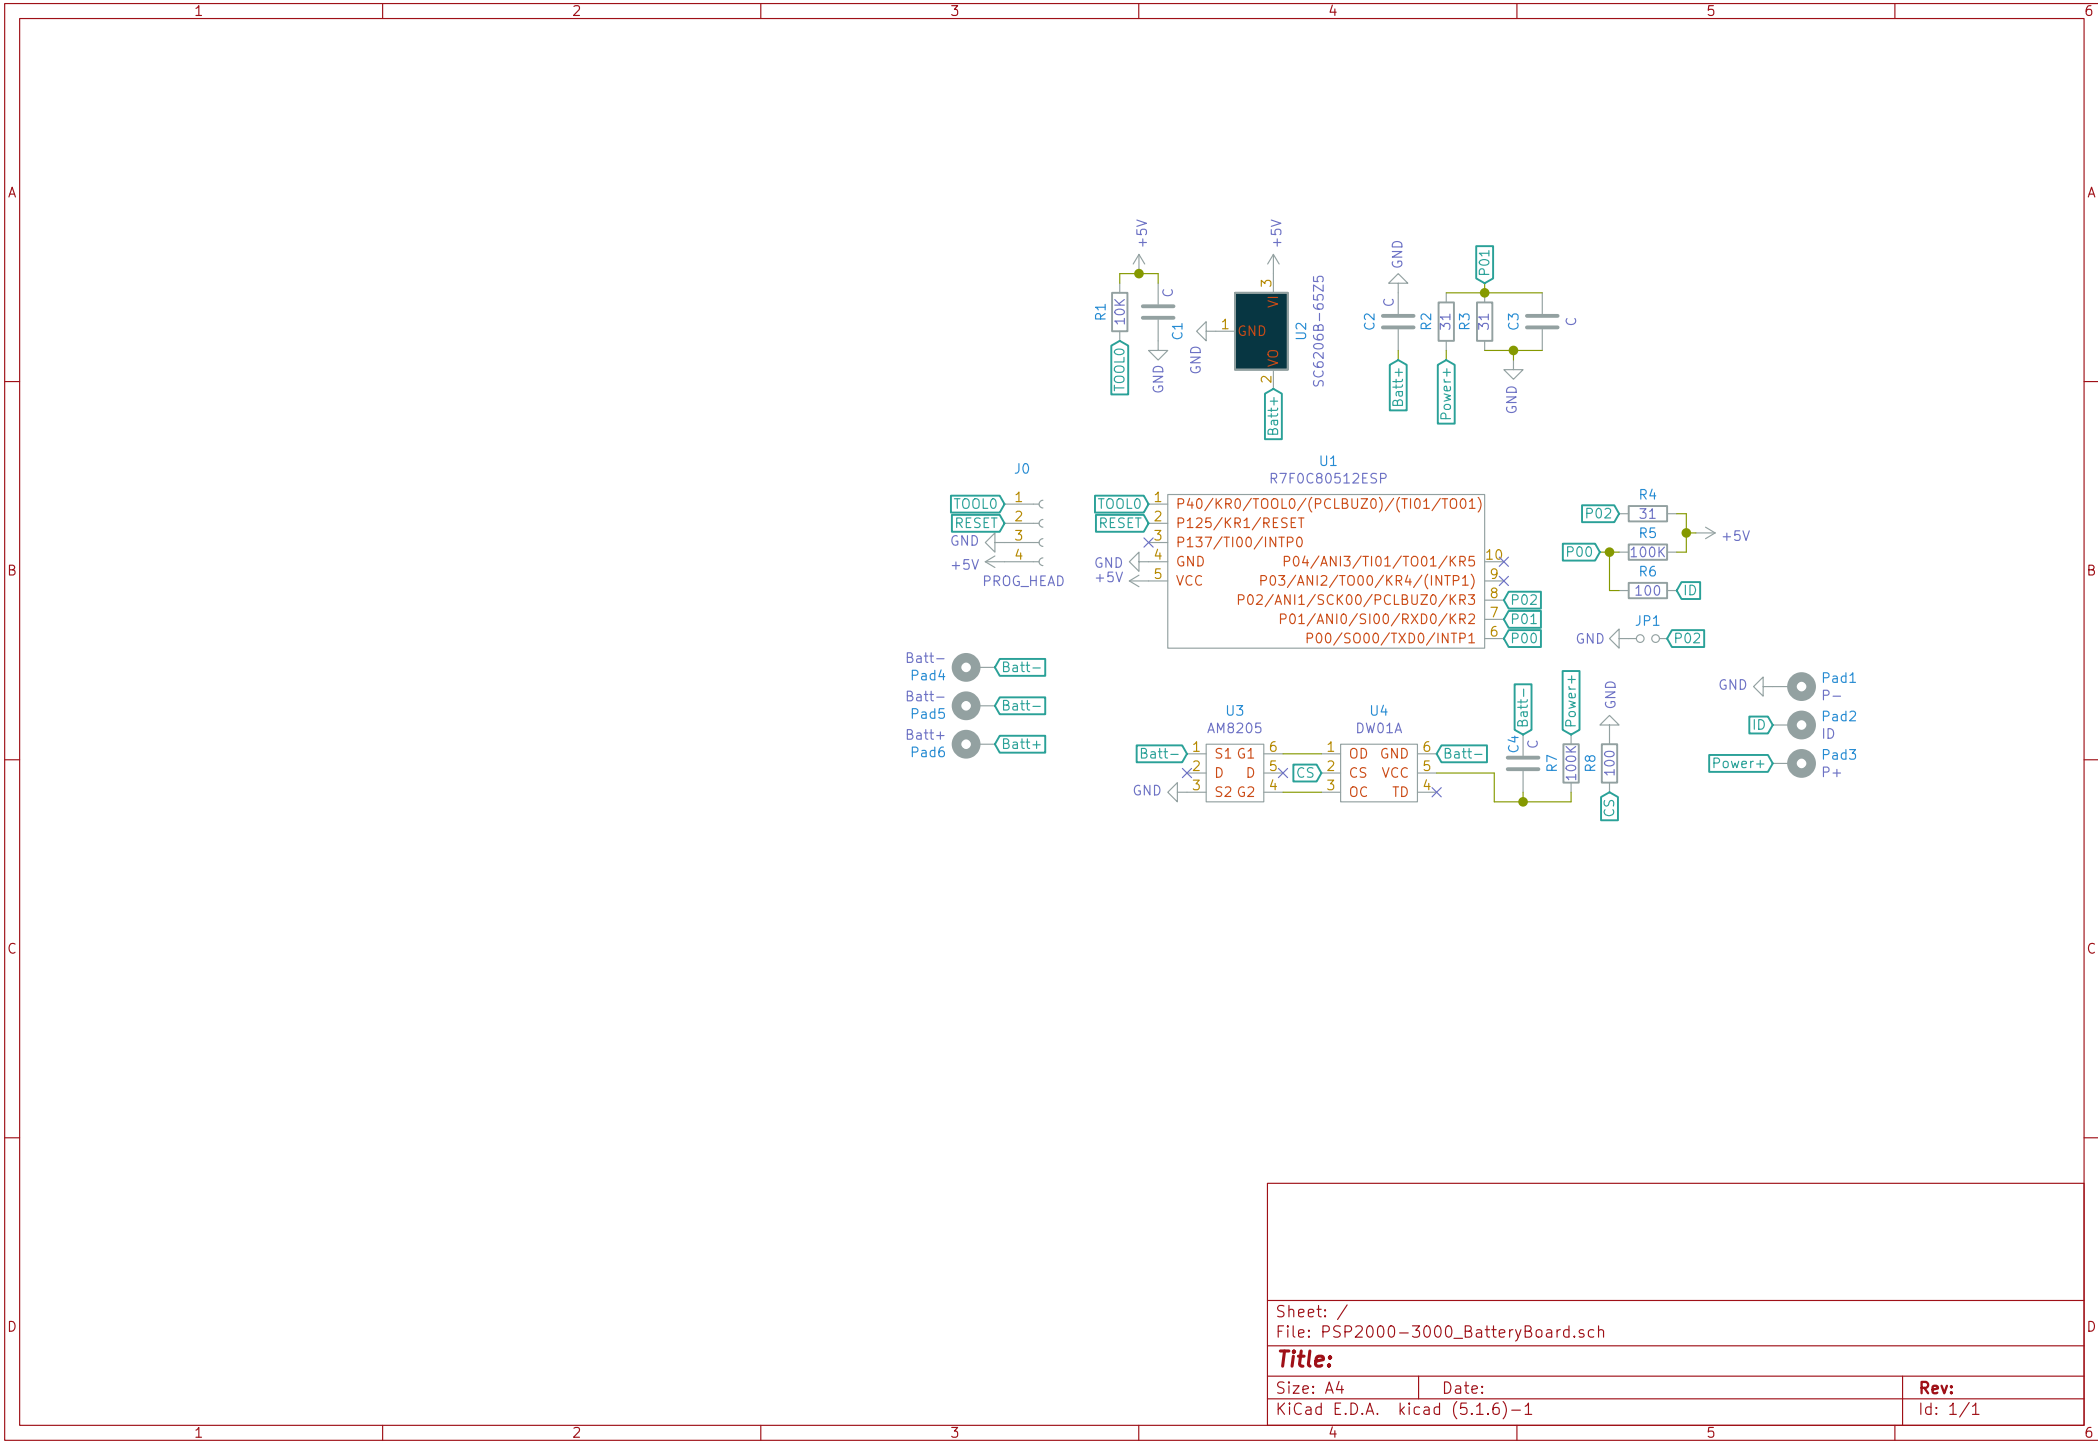 1 2 3 4 5 6
A
A
B
B
C
C
D
D
1 2 3 4 5 6
+5V
R1
10K
C
C1
TOOL0
GND
+5V
3
VI
1
GND
GND
VO
2
U2
SC6206B-65Z5
Batt+
GND
C
C2
Batt+
P01
R2
31
R3
31
C3
C
Power+
GND
J0
TOOL0 1
RESET 2
GND 3
+5V 4
PROG_HEAD
U1
R7F0C80512ESP
TOOL0 1 P40/KR0/TOOL0/(PCLBUZ0)/(TI01/TO01)
RESET 2 P125/KR1/RESET
3 P137/TI00/INTP0
GND 4 GND
+5V 5 VCC
P04/ANI3/TI01/TO01/KR5 10
P03/ANI2/TO00/KR4/(INTP1) 9
P02/ANI1/SCK00/PCLBUZ0/KR3 8 P02
P01/ANI0/SI00/RXD0/KR2 7 P01
P00/SO00/TXD0/INTP1 6 P00
R4
P02 31
R5
+5V
P00 100K
R6
100 ID
JP1
GND P02
Batt-
Pad4
Batt-
Batt-
Pad5
Batt-
Batt+
Pad6
Batt+
U3
AM8205
Batt- 1 S1 G1 6
2 D D 5
GND 3 S2 G2 4
U4
DW01A
1 OD GND 6 Batt-
CS 2 CS VCC 5
3 OC TD 4
Batt-
C4
C
Power+
R7
100K
GND
R8
100
CS
GND
Pad1
P-
ID
Pad2
ID
Power+
Pad3
P+
Sheet: /
File: PSP2000-3000_BatteryBoard.sch
Title:
Size: A4 Date: Rev:
KiCad E.D.A. kicad (5.1.6)-1 Id: 1/1